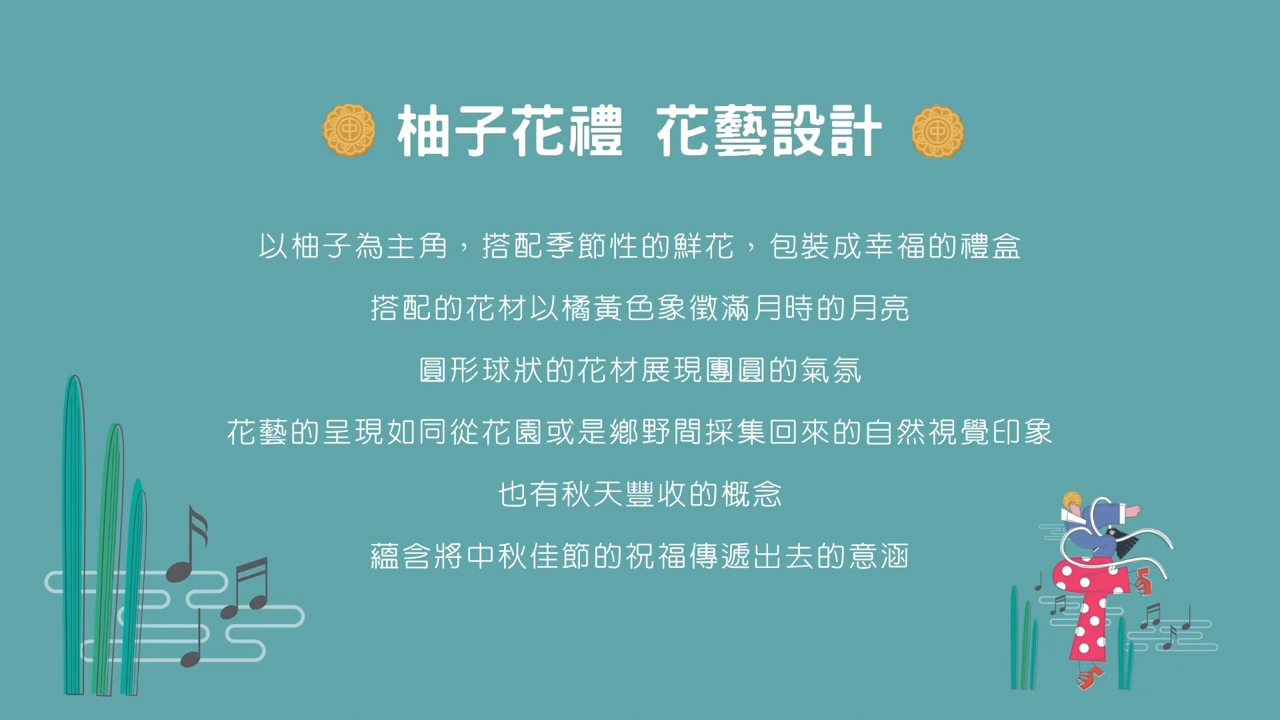 柚子花禮 花藝設計
以柚子為主角，搭配季節性的鮮花，包裝成幸福的禮盒
搭配的花材以橘黃色象徵滿月時的月亮
圓形球狀的花材展現團圓的氣氛
花藝的呈現如同從花園或是鄉野間採集回來的自然視覺印象
也有秋天豐收的概念
蘊含將中秋佳節的祝福傳遞出去的意涵